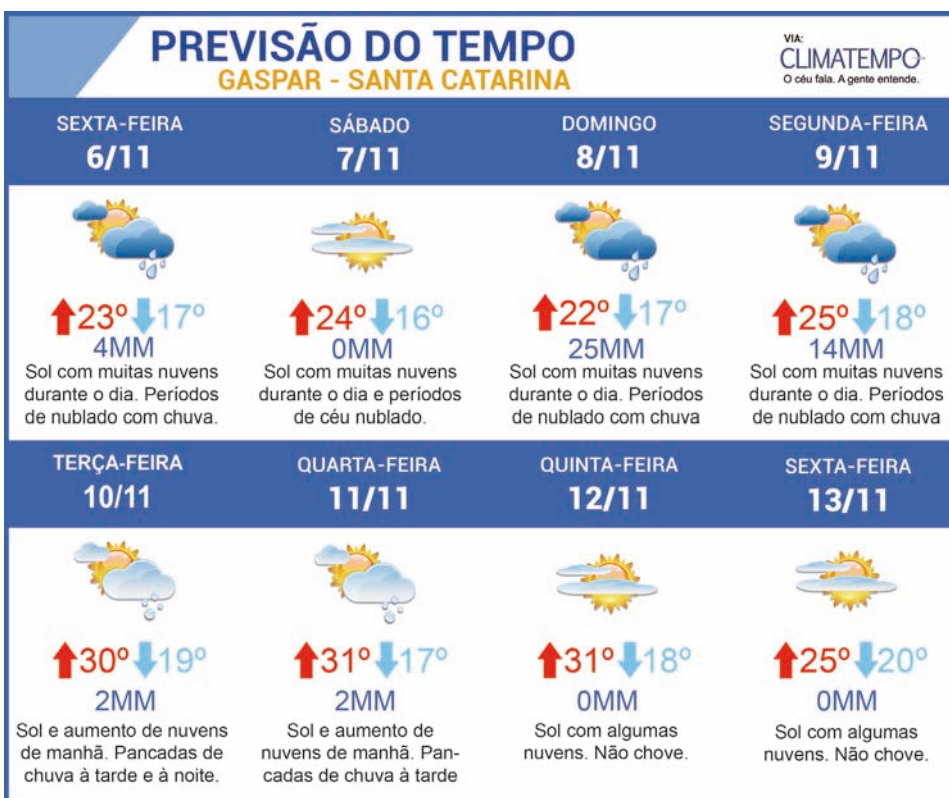 PREVISÃO DO TEMPO
GASPAR - SANTA CATARINA
VIA:
CLIMATEMPO
O céu fala. A gente entende.
SEXTA-FEIRA
6/11
23º 17º
4MM
Sol com muitas nuvens
durante o dia. Períodos
de nublado com chuva.
SÁBADO
7/11
24º 16º
0MM
Sol com muitas nuvens
durante o dia e períodos
de céu nublado.
DOMINGO
8/11
22º 17º
25MM
Sol com muitas nuvens
durante o dia. Períodos
de nublado com chuva
SEGUNDA-FEIRA
9/11
25º 18º
14MM
Sol com muitas nuvens
durante o dia. Períodos
de nublado com chuva
TERÇA-FEIRA
10/11
30º 19º
2MM
Sol e aumento de nuvens
de manhã. Pancadas de
chuva à tarde e à noite.
QUARTA-FEIRA
11/11
31º 17º
2MM
Sol e aumento de
nuvens de manhã. Pan-
cadas de chuva à tarde
QUINTA-FEIRA
12/11
31º 18º
0MM
Sol com algumas
nuvens. Não chove.
SEXTA-FEIRA
13/11
25º 20º
0MM
Sol com algumas
nuvens. Não chove.